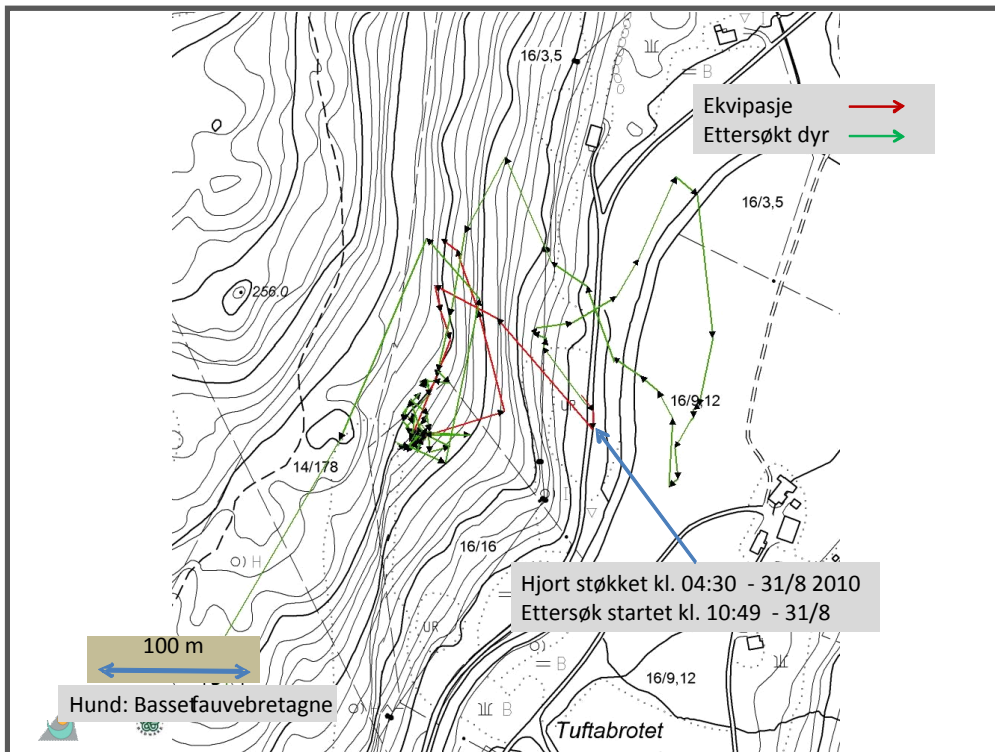 16/3,5
B
Ekvipasje
Ettersøkt dyr
16/3,5
256.0
16/9,12
UR
14/178
H
16/16
Hjort støkket kl. 04:30 - 31/8 2010
Ettersøk startet kl. 10:49 - 31/8
B
UR
100 m
B
16/9,12
Hund: Bassetfauvebretagne
B
Tuftabrotet